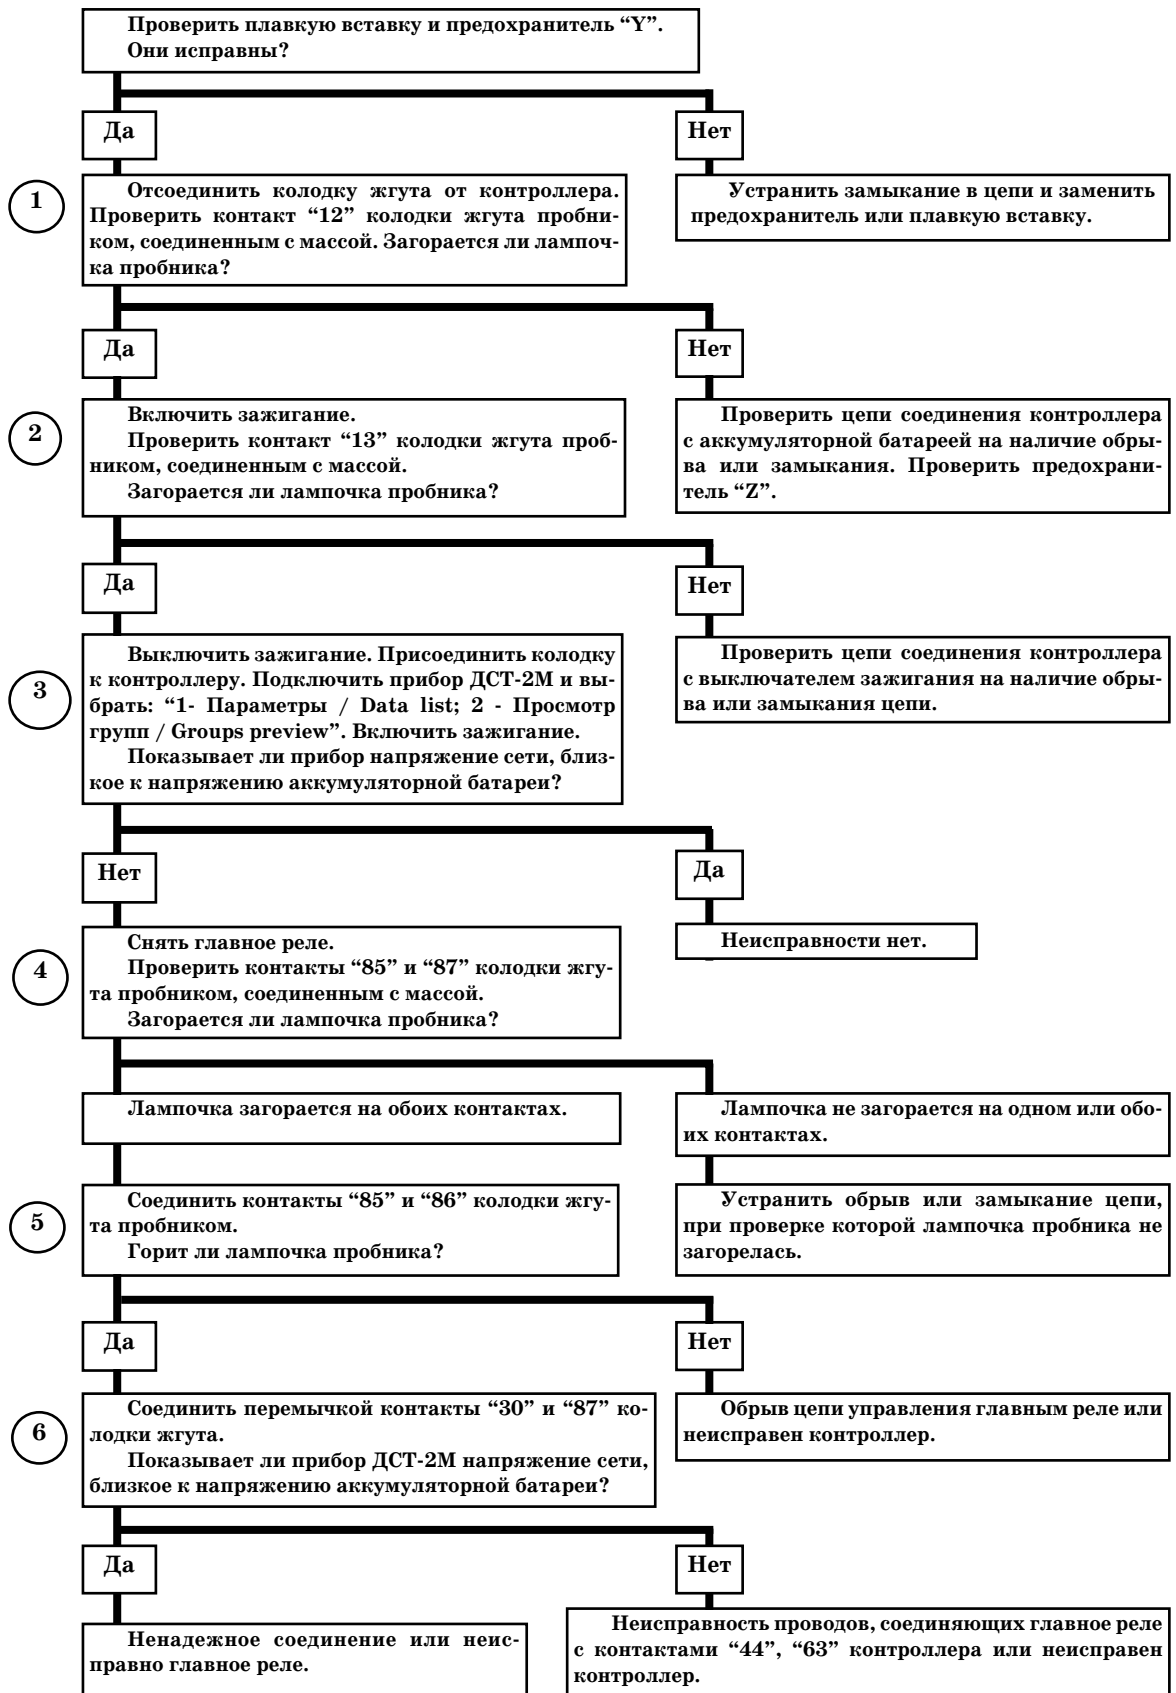 Проверить плавкую вставку и предохранитель “Y”.
Они исправны?
Да
Нет
1
Отсоединить колодку жгута от контроллера.
Проверить контакт “12” колодки жгута пробни-
ком, соединенным с массой. Загорается ли лампоч-
ка пробника?
Устранить замыкание в цепи и заменить
предохранитель или плавкую вставку.
Да
Нет
2
Включить зажигание.
Проверить контакт “13” колодки жгута проб-
ником, соединенным с массой.
Загорается ли лампочка пробника?
Проверить цепи соединения контроллера
с аккумуляторной батареей на наличие обры-
ва или замыкания. Проверить предохрани-
тель “Z”.
Да
Нет
3
Выключить зажигание. Присоединить колодку
к контроллеру. Подключить прибор ДСТ-2М и вы-
брать: “1- Параметры / Data list; 2 - Просмотр
групп / Groups preview”. Включить зажигание.
Показывает ли прибор напряжение сети, близ-
кое к напряжению аккумуляторной батареи?
Проверить цепи соединения контроллера
с выключателем зажигания на наличие обры-
ва или замыкания цепи.
Нет
Да
4
Снять главное реле.
Проверить контакты “85” и “87” колодки жгу-
та пробником, соединенным с массой.
Загорается ли лампочка пробника?
Неисправности нет.
Лампочка загорается на обоих контактах.
Лампочка не загорается на одном или обо-
их контактах.
5
Соединить контакты “85” и “86” колодки жгу-
та пробником.
Горит ли лампочка пробника?
Устранить обрыв или замыкание цепи,
при проверке которой лампочка пробника не
загорелась.
Да
Нет
6
Соединить перемычкой контакты “30” и “87” ко-
лодки жгута.
Показывает ли прибор ДСТ-2М напряжение сети,
близкое к напряжению аккумуляторной батареи?
Обрыв цепи управления главным реле или
неисправен контроллер.
Да
Нет
Ненадежное соединение или неис-
правно главное реле.
Неисправность проводов, соединяющих главное реле
с контактами “44”, “63” контроллера или неисправен
контроллер.